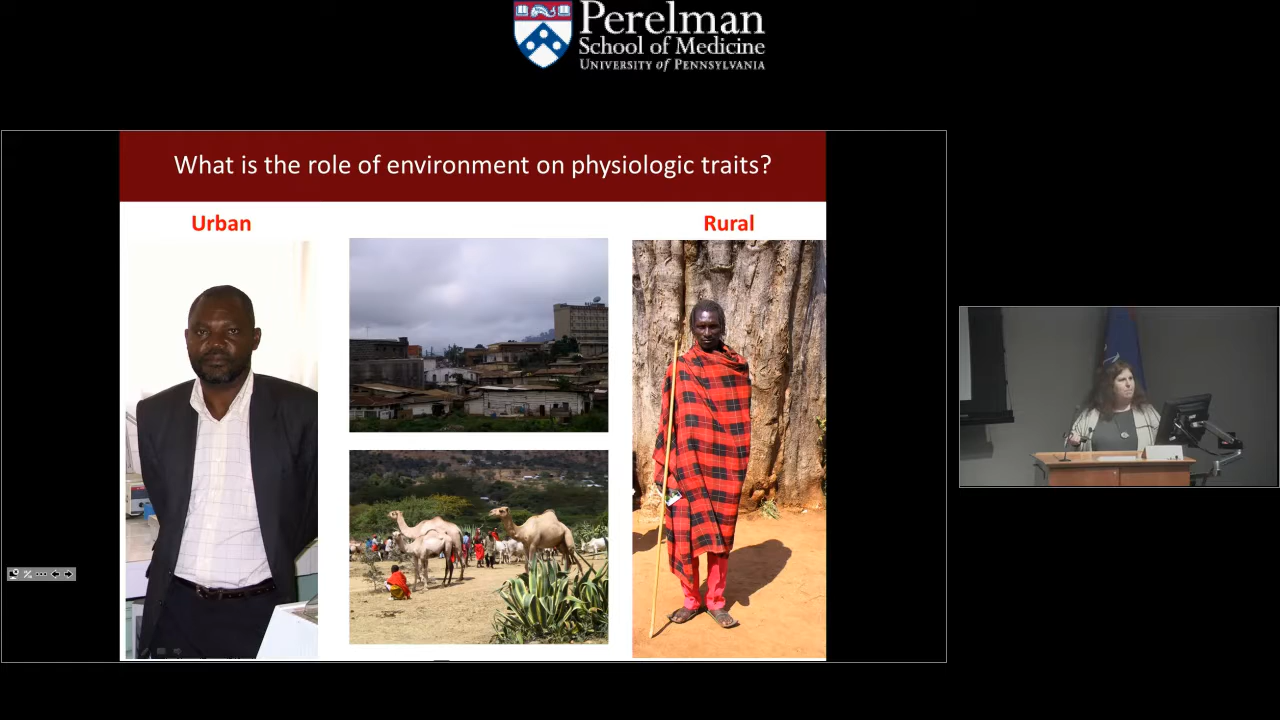 Perelman
School of Medicine
UNIVERSITY of PENNSYLVANIA
What is the role of environment on physiologic traits?
Urban
Rural